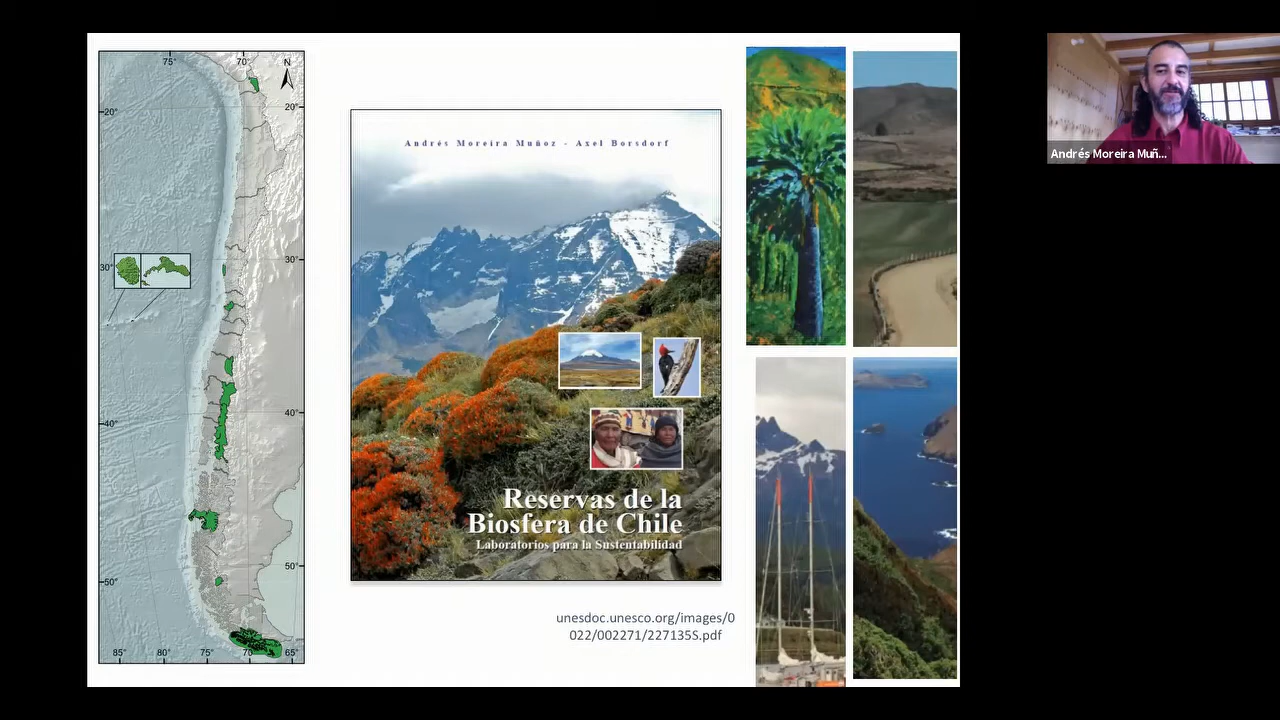 75°
70°
N
20°
20°
30°
30°
40°
40°
50°
50°
85°
80°
75°
70°
65°
Andrés Moreira Muñoz - Axel Borsdorf
Reservas de la
Biosfera de Chile
Laboratorios para la Sustentabilidad
unesdoc.unesco.org/images/0
022/002271/227135S.pdf
Andrés Moreira Muñ...